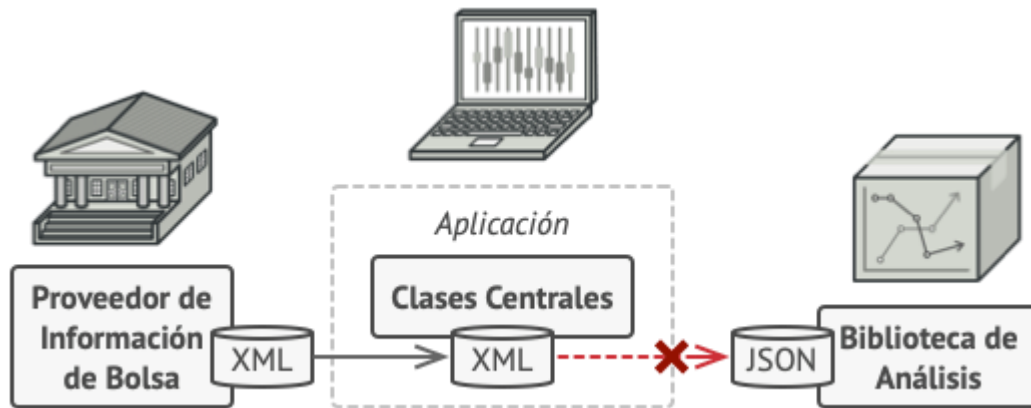 Aplicación
Proveedor de
Información
de Bolsa
XML
Clases Centrales
XML
JSON
Biblioteca de
Análisis